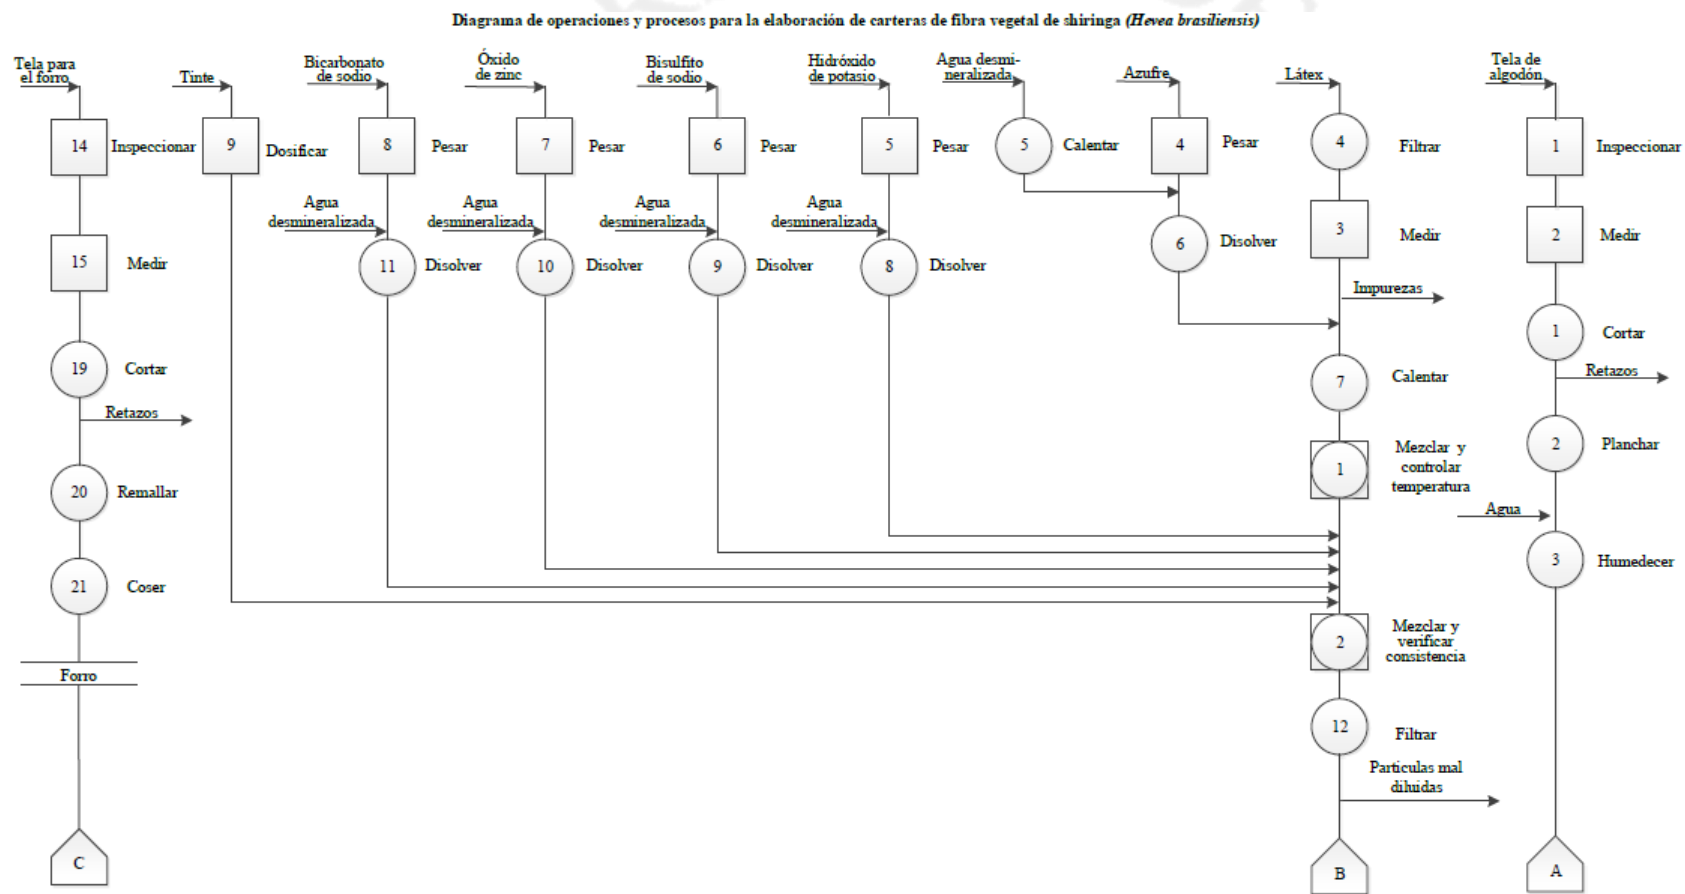 Diagrama de operaciones y procesos para la elaboración de carteras de fibra vegetal de shiringa (Hevea brasiliensis)
Tela para
el forro
14
Inspeccionar
15
Medir
19
Cortar
Retazos
20
Remallar
21
Coser
Forro
C
Tinte
9
Dosificar
Bicarbonato
de sodio
8
Pesar
Agua
desmineralizada
11
Disolver
Óxido
de zinc
7
Pesar
Agua
desmineralizada
10
Disolver
Bisulfito
de sodio
6
Pesar
Agua
desmineralizada
9
Disolver
Hidróxido
de potasio
5
Pesar
Agua
desmineralizada
8
Disolver
Agua desmi-
neralizada
5
Calentar
Azufre
4
Pesar
6
Disolver
Látex
4
Filtrar
3
Medir
Impurezas
7
Calentar
1
Mezclar y
controlar
temperatura
2
Mezclar y
verificar
consistencia
12
Filtrar
Particulas mal
diluidas
B
Tela de
algodón
1
Inspeccionar
2
Medir
1
Cortar
Retazos
2
Planchar
Agua
3
Humedecer
A